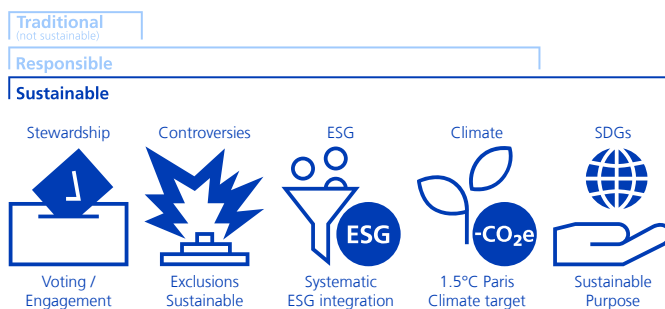 Traditional
(not sustainable)
Responsible
Sustainable
Stewardship
Controversies
ESG
Climate
SDGs
ESG
-CO₂e
Voting /
Engagement
Exclusions
Sustainable
Systematic
ESG integration
1.5°C Paris
Climate target
Sustainable
Purpose